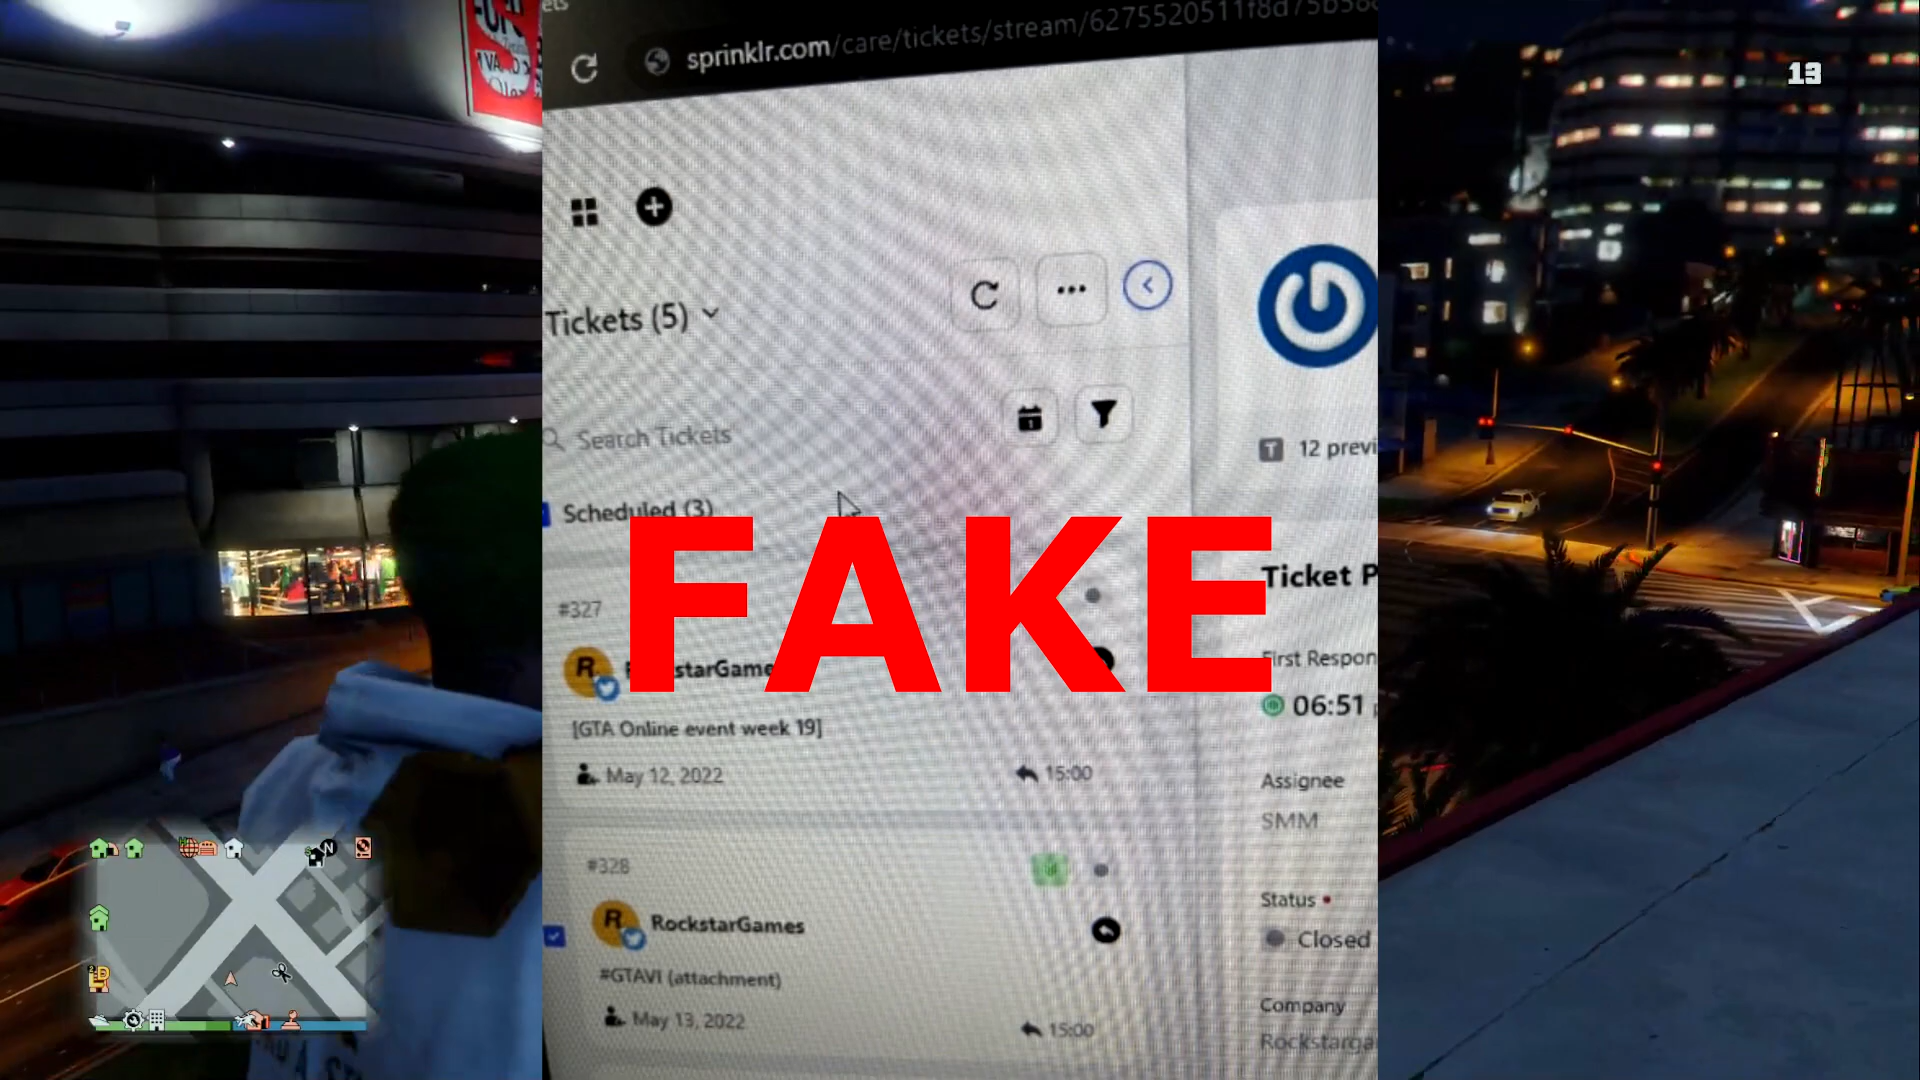 sprinklr.com/care/tickets/stream/6275520511f8d75b58
13
Tickets (5)
Search Tickets
12 previ
Scheduled (3)
FAKE
Ticket P
#327
First Respon
RockstarGame
06:51
[GTA Online event week 19]
May 12, 2022
15:00
Assignee
SMM
#328
Status
RockstarGames
Closed
#GTAVI (attachment)
May 13, 2022
15:00
Company
Rockstarga